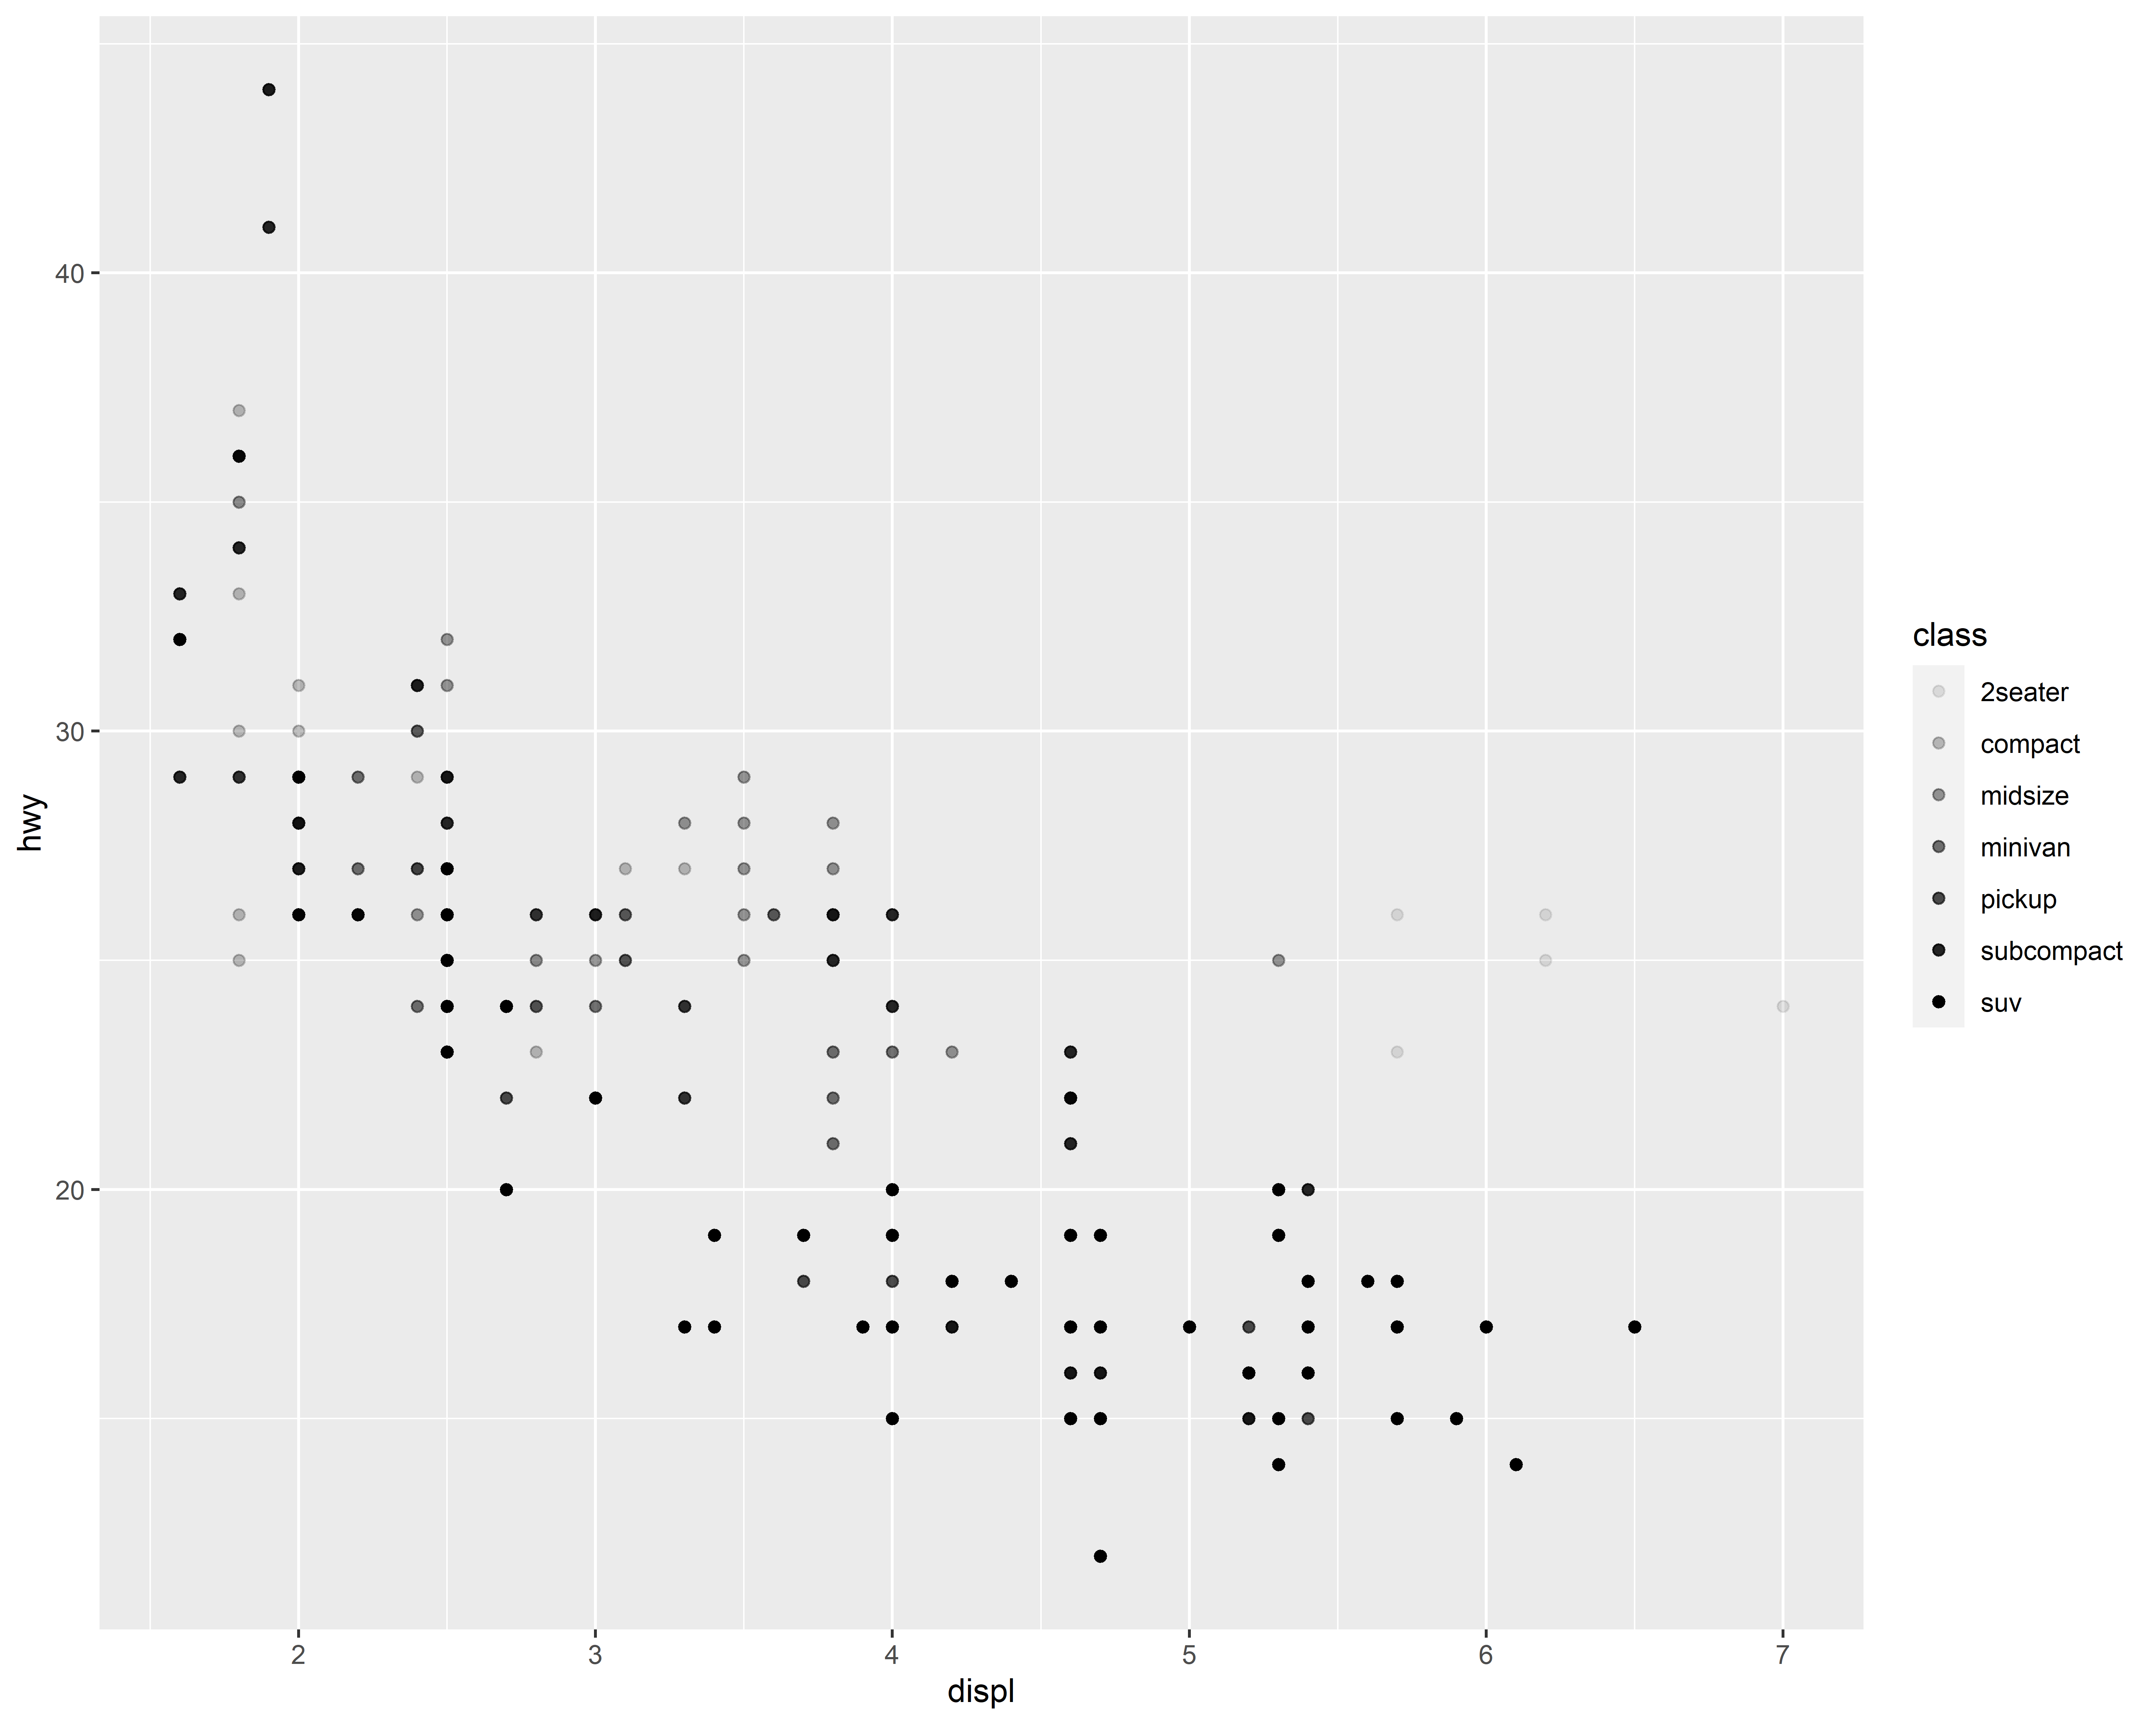 40
30
20
hwy
2 3 4 5 6 7
displ
class
2seater
compact
midsize
minivan
pickup
subcompact
suv